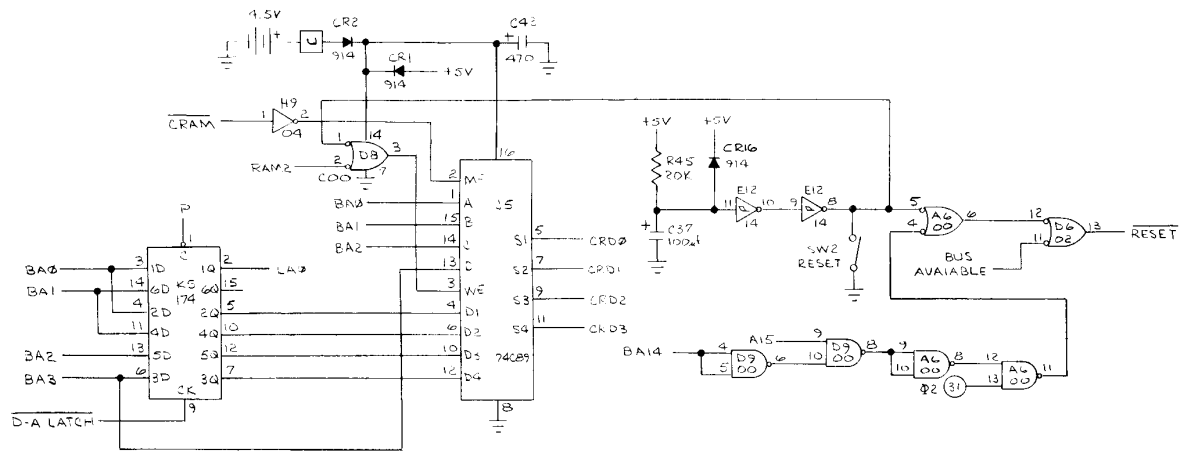 4.5V
+
U
CR2
914
+
C42
470
CR1
914
+5V
CRAM
1
H9
2
04
1
14
D8
3
RAM2
2
C00
7
16
2
BA0
1
A
BA1
15
B
BA2
14
13
3
WE
4
D1
6
D2
10
D3
12
D4
S1
5
CRD0
S2
7
CRD1
S3
9
CRD2
S4
11
CRD3
74C89
8
P
1
C
BA0
3
1D
1Q
2
LA0
BA1
14
6D
K5
6Q
15
174
4
2D
2Q
5
11
4D
4Q
10
BA2
13
5D
5Q
12
BA3
6
3D
3Q
7
CK
9
D-A LATCH
+5V
+5V
R45
20K
CR16
914
E12
E12
11
10
9
8
14
14
+
C37
100uf
SW2
RESET
5
4
A6
00
6
12
11
D6
02
13
RESET
BUS
AVAIABLE
A15
9
BA14
4
5
D9
00
6
10
D9
00
8
9
10
A6
00
8
12
Φ2
31
13
A6
00
11